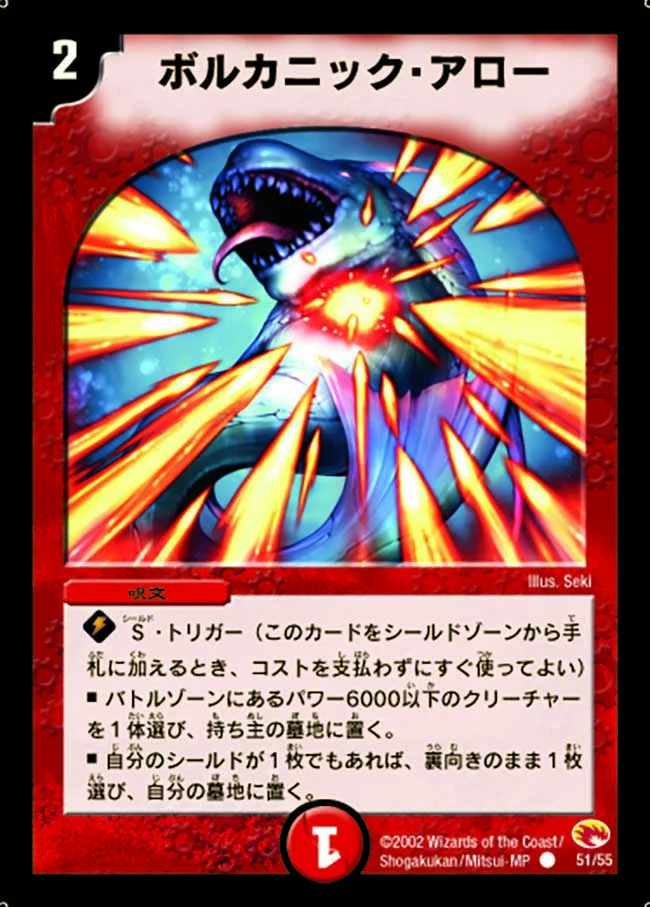 2
ボルカニック・アロー
Illus. Seki
呪文
S・トリガー（このカードをシールドゾーンから手
札に加えるとき、コストを支払わずにすぐ使ってよい）
■ バトルゾーンにあるパワー6000以下のクリーチャー
を1体選び、持ち主の墓地に置く。
■ 自分のシールドが1枚でもあれば、裏向きのまま1枚
選び、自分の墓地に置く。
1
©2002 Wizards of the Coast/
Shogakukan/Mitsui-MP
51/55